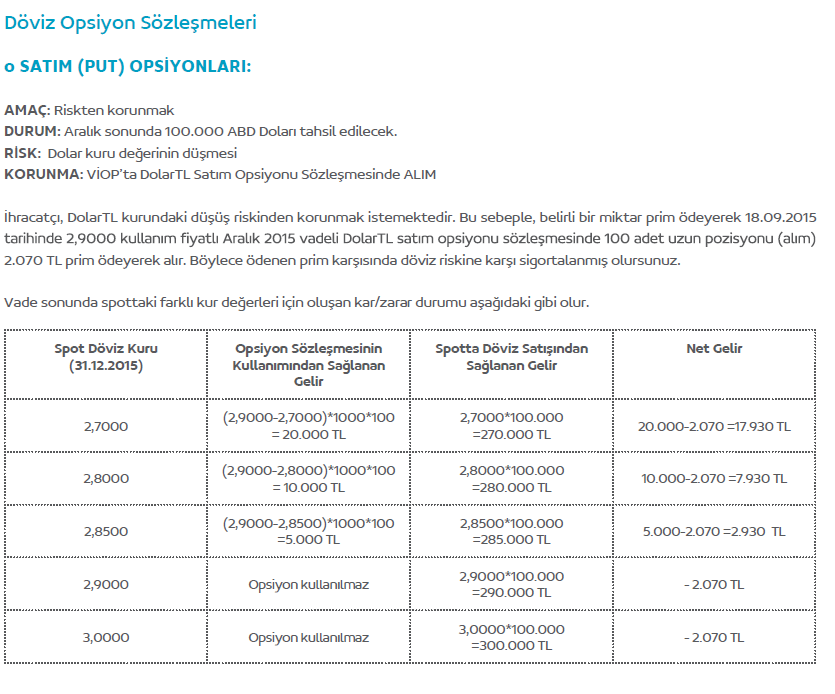 Döviz Opsiyon Sözleşmeleri
o SATIM (PUT) OPSİYONLARI:
AMAÇ: Riskten korunmak
DURUM: Aralık sonunda 100.000 ABD Doları tahsil edilecek.
RİSK: Dolar kuru değerinin düşmesi
KORUNMA: VİOP'ta DolarTL Satım Opsiyonu Sözleşmesinde ALIM
İhracatçı, DolarTL kurundaki düşüş riskinden korunmak istemektedir. Bu sebeple, belirli bir miktar prim ödeyerek 18.09.2015
tarihinde 2,9000 kullanım fiyatlı Aralık 2015 vadeli DolarTL satım opsiyonu sözleşmesinde 100 adet uzun pozisyonu (alım)
2.070 TL prim ödeyerek alır. Böylece ödenen prim karşısında döviz riskine karşı sigortalanmış olursunuz.
Vade sonunda spottaki farklı kur değerleri için oluşan kar/zarar durumu aşağıdaki gibi olur.
Spot Döviz Kuru
(31.12.2015)
Opsiyon Sözleşmesinin
Kullanımından Sağlanan
Gelir
Spotta Döviz Satışından
Sağlanan Gelir
Net Gelir
2,7000
(2,9000-2,7000)*1000*100
= 20.000 TL
2,7000*100.000
=270.000 TL
20.000-2.070 =17.930 TL
2,8000
(2,9000-2,8000)*1000*100
= 10.000 TL
2,8000*100.000
=280.000 TL
10.000-2.070 =7.930 TL
2,8500
(2,9000-2,8500)*1000*100
=5.000 TL
2,8500*100.000
=285.000 TL
5.000-2.070 =2.930 TL
2,9000
Opsiyon kullanılmaz
2,9000*100.000
=290.000 TL
- 2.070 TL
3,0000
Opsiyon kullanılmaz
3,0000*100.000
=300.000 TL
- 2.070 TL